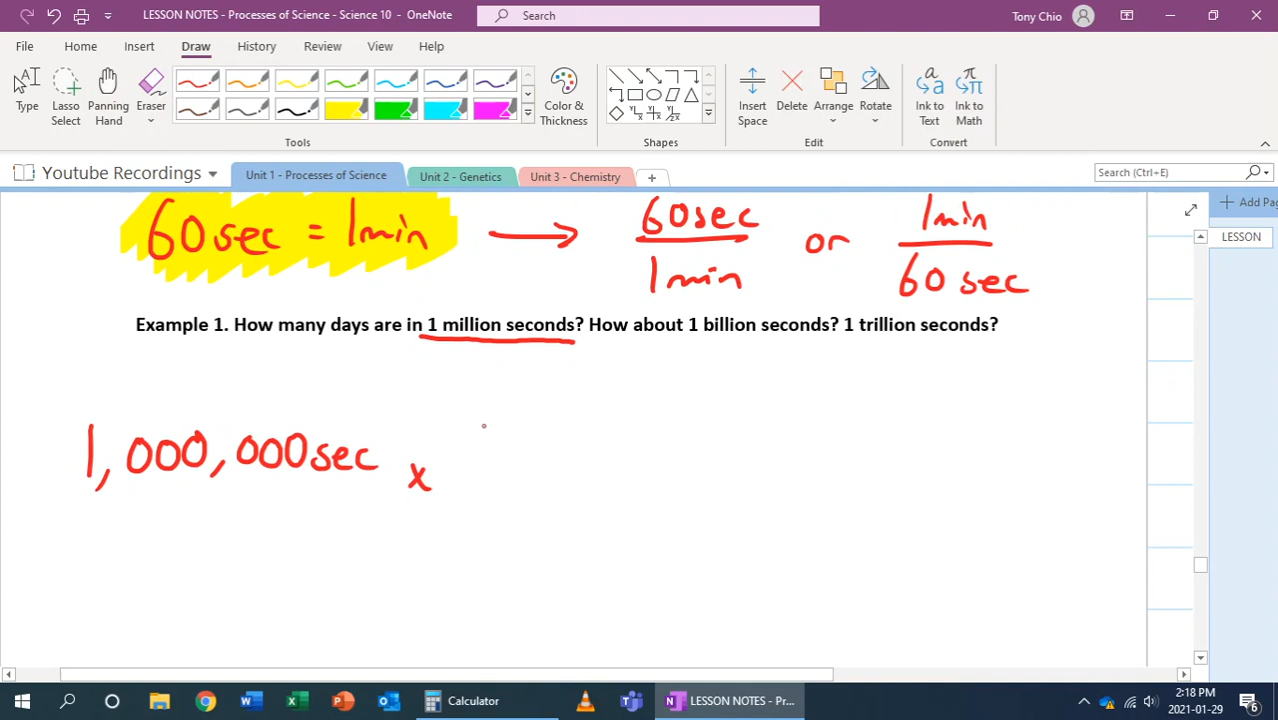 LESSON NOTES - Processes of Science - Science 10 - OneNote
Search
Tony Chio
File Home Insert Draw History Review View Help
Type
Lasso Select
Panning Hand
Eraser
Color & Thickness
Insert Space
Delete
Arrange
Rotate
Ink to Text
Ink to Math
Tools
Shapes
Edit
Convert
Youtube Recordings
Unit 1 - Processes of Science
Unit 2 - Genetics
Unit 3 - Chemistry
Search (Ctrl+E)
Add Pag
LESSON
60sec = 1min → 60sec / 1min or 1min / 60 sec
Example 1. How many days are in 1 million seconds? How about 1 billion seconds? 1 trillion seconds?
1,000,000sec x
Calculator
LESSON NOTES - Pr...
2:18 PM
2021-01-29
6